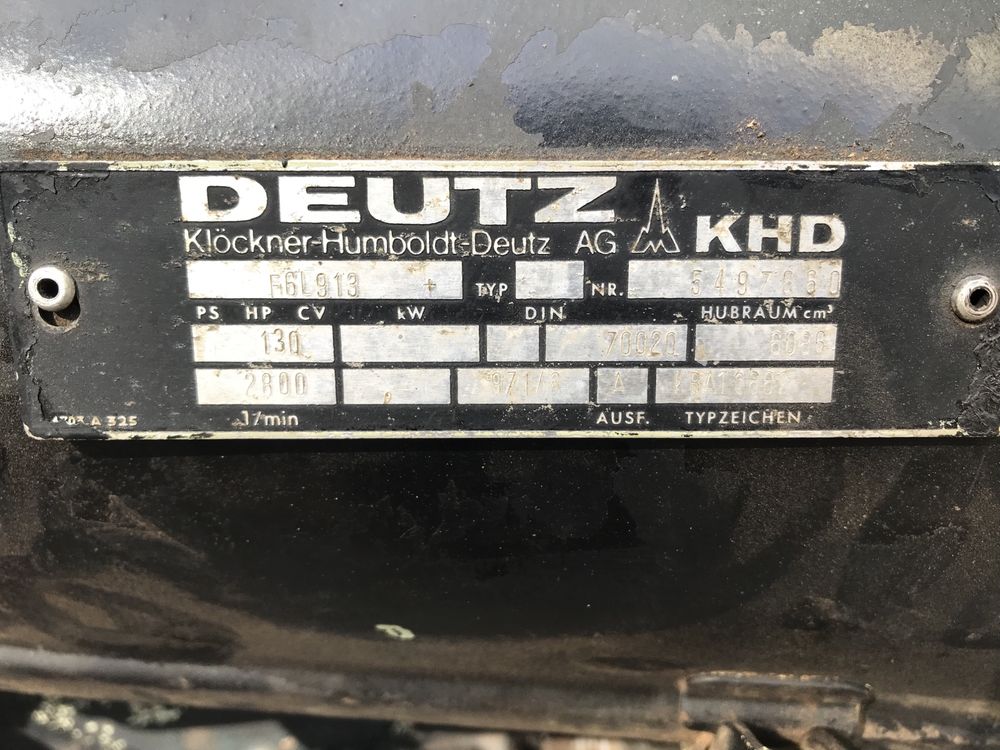 DEUTZ
Klöckner-Humboldt-Deutz AG KHD
F6L913 + TYP NR. 5497860
PS HP CV kW DIN HUBRAUM cm³
130 70020
2800 A
1/min AUSF. TYPZEICHEN
A 325